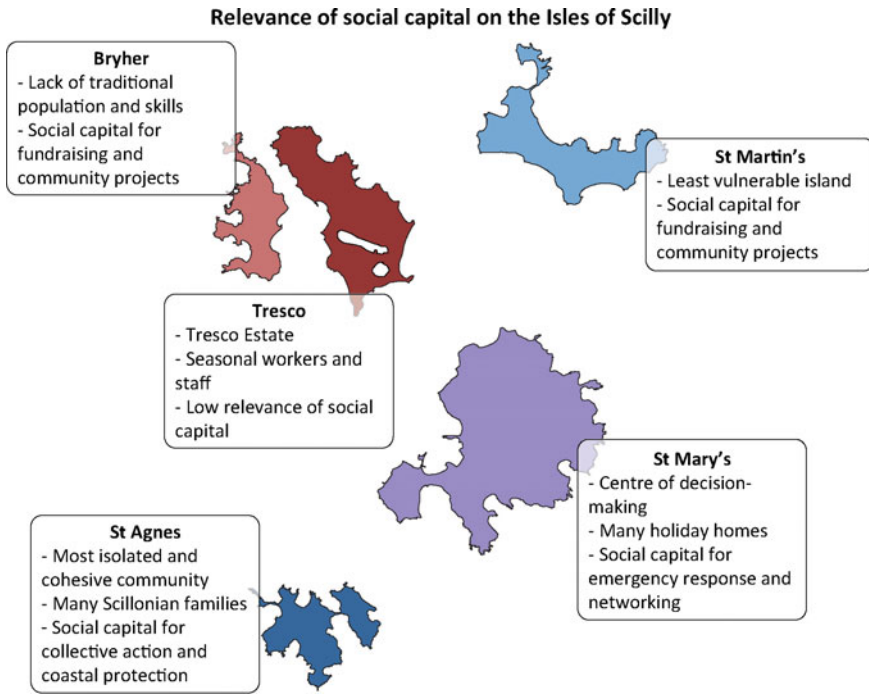 Relevance of social capital on the Isles of Scilly
Bryher
- Lack of traditional
population and skills
- Social capital for
fundraising and
community projects
St Martin's
- Least vulnerable island
- Social capital for
fundraising and
community projects
Tresco
- Tresco Estate
- Seasonal workers and
staff
- Low relevance of social
capital
St Mary's
- Centre of decision-
making
- Many holiday homes
- Social capital for
emergency response and
networking
St Agnes
- Most isolated and
cohesive community
- Many Scillonian families
- Social capital for
collective action and
coastal protection